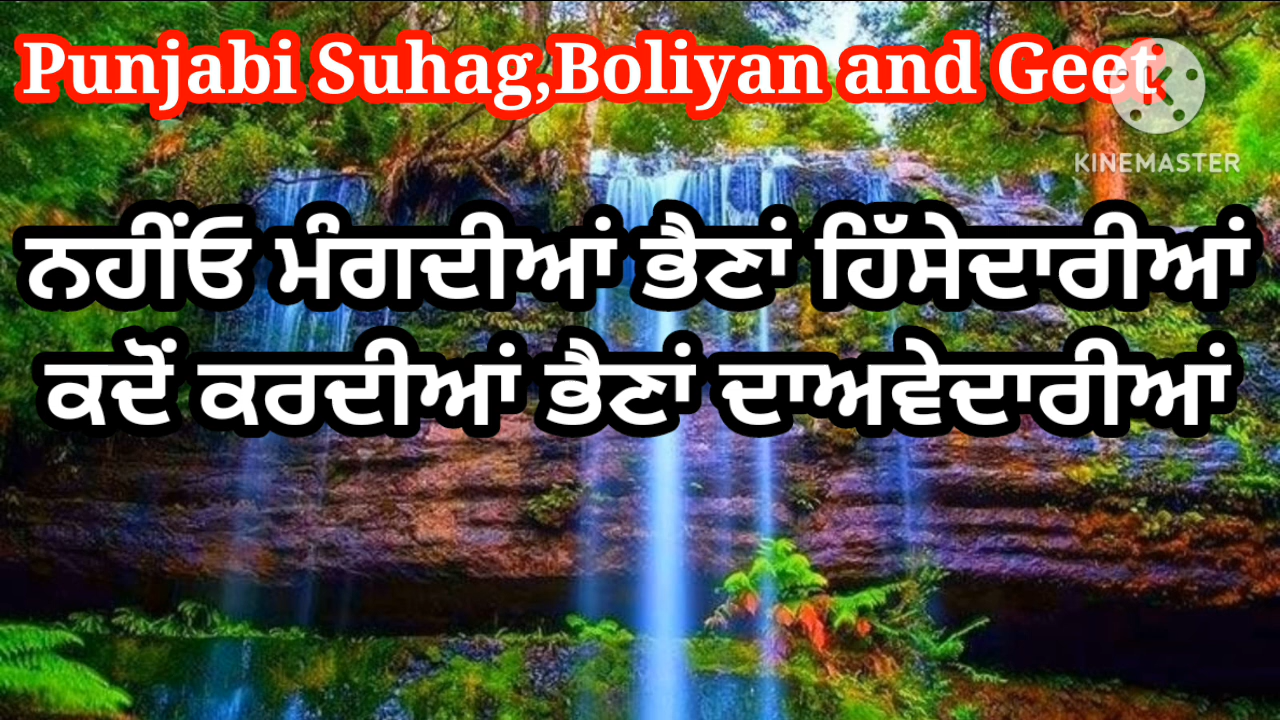 Punjabi Suhag,Boliyan and Geet
K
KINEMASTER
ਨਹੀਂਓ ਮੰਗਦੀਆਂ ਭੈਣਾਂ ਹਿੱਸੇਦਾਰੀਆਂ
ਕਦੋਂ ਕਰਦੀਆਂ ਭੈਣਾਂ ਦਾਅਵੇਦਾਰੀਆਂ